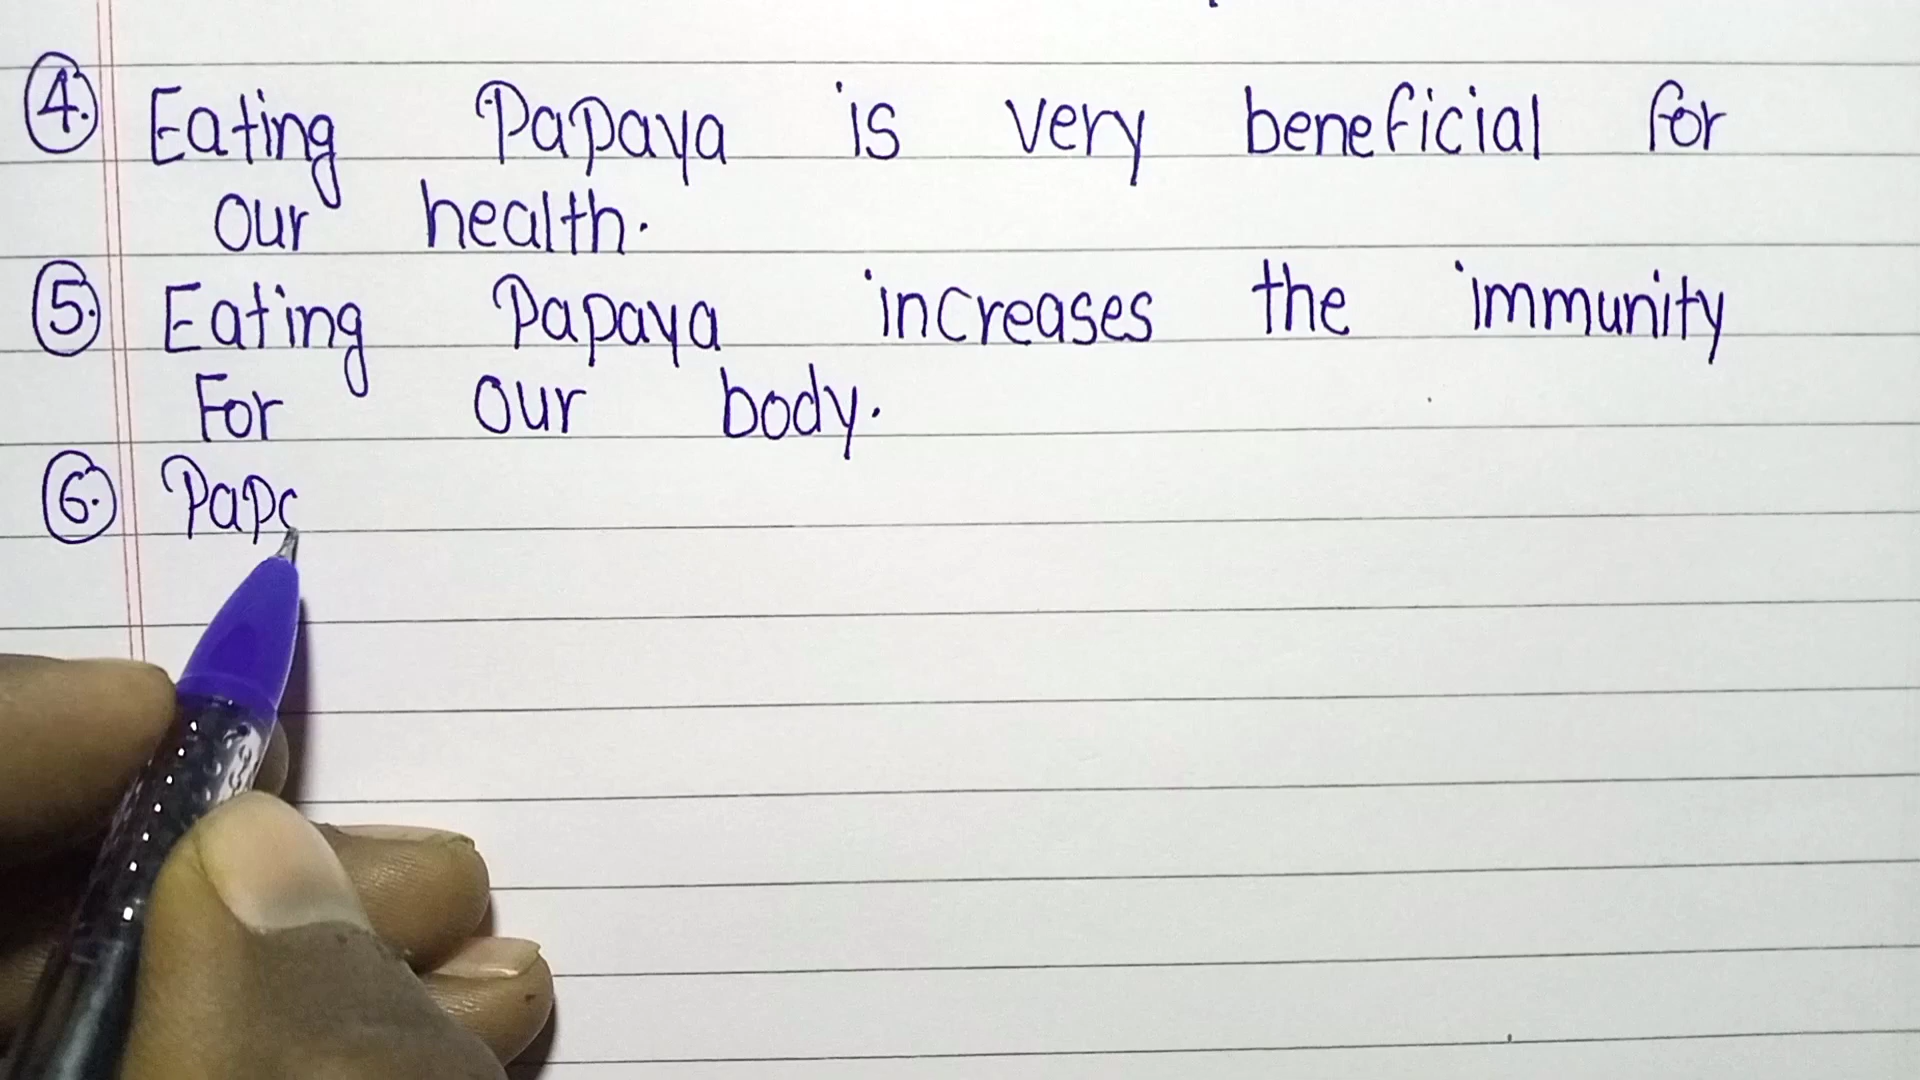 4. Eating Papaya is very beneficial for
our health.
5. Eating Papaya increases the immunity
For our body.
6. Papa